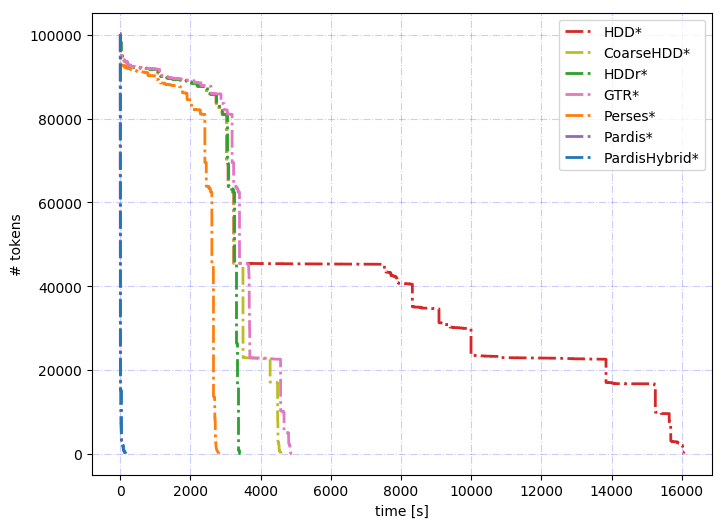 HDD*
CoarseHDD*
HDDr*
GTR*
Perses*
Pardis*
PardisHybrid*
100000
80000
60000
40000
20000
0
# tokens
0 2000 4000 6000 8000 10000 12000 14000 16000
time [s]